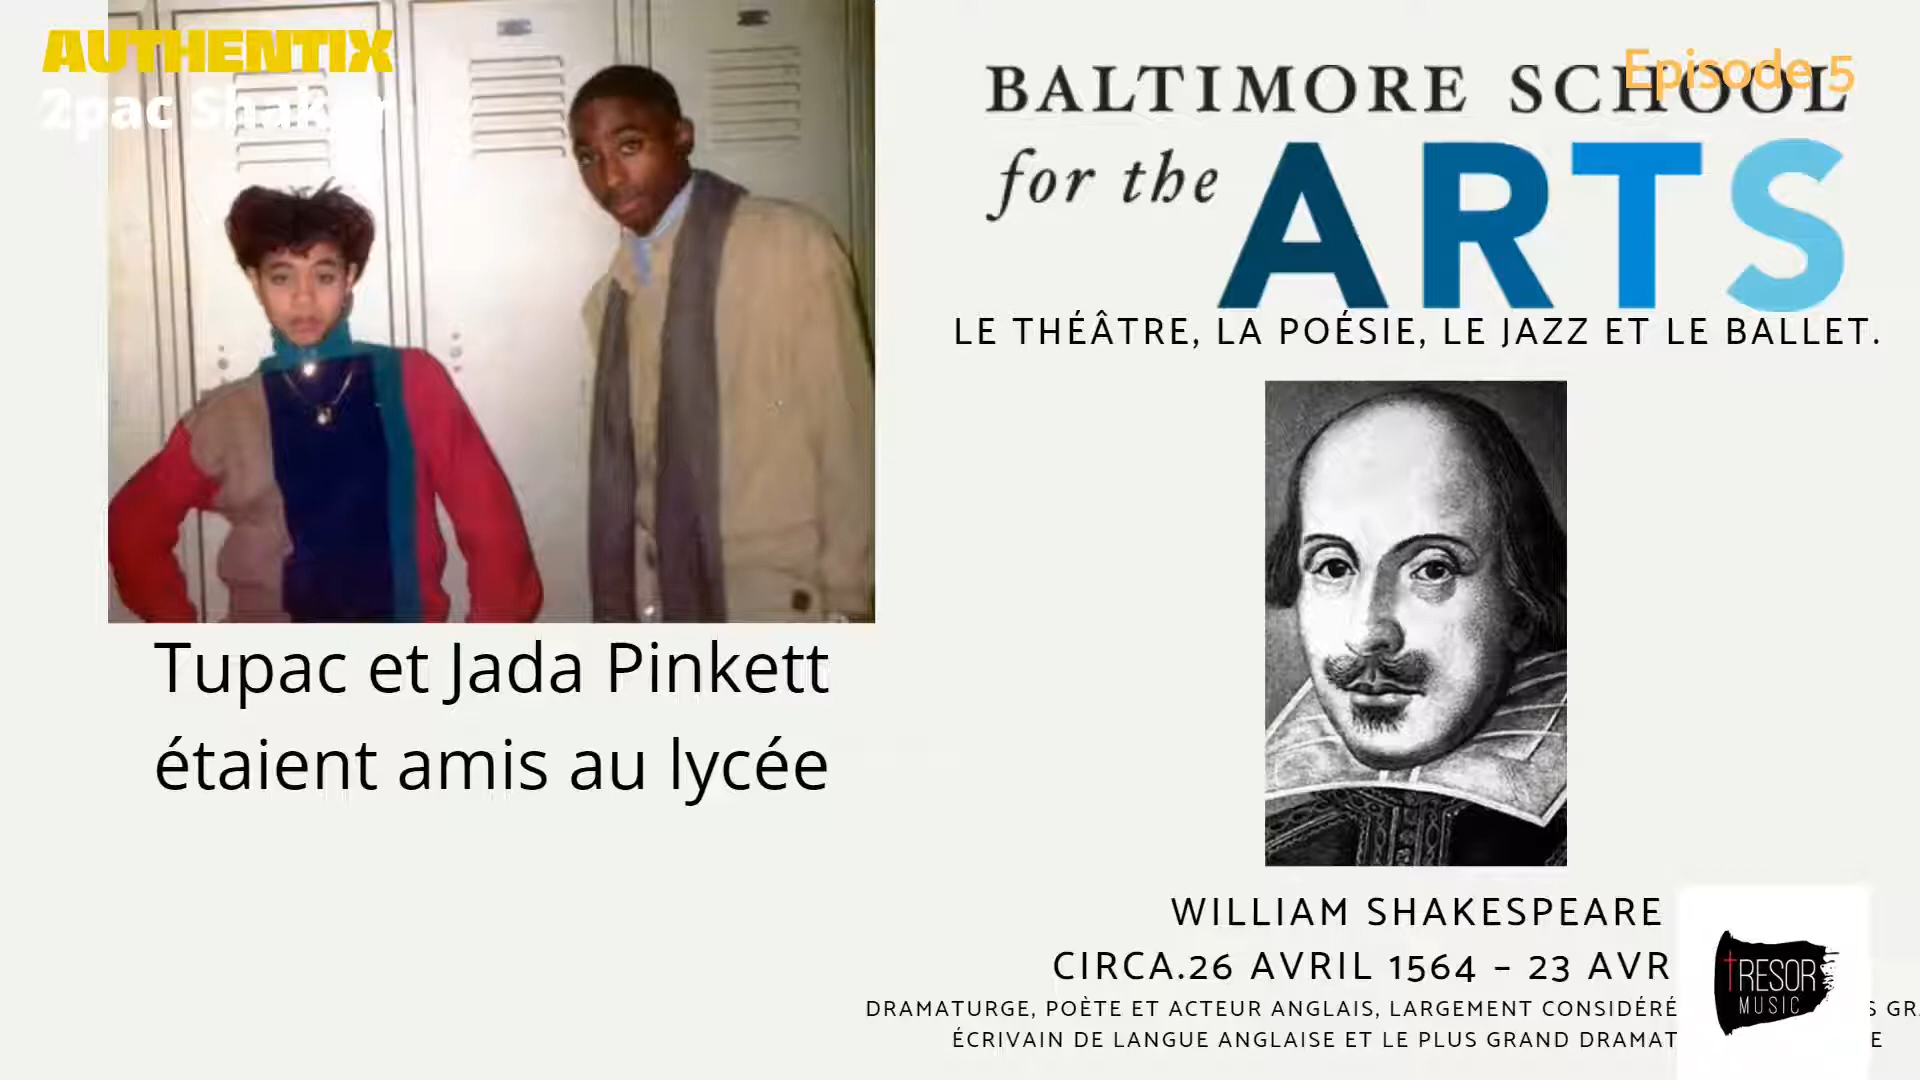 AUTHENTIX
2pac Shakur
Episode 5
BALTIMORE SCHOOL
for the ARTS
LE THÉÂTRE, LA POÉSIE, LE JAZZ ET LE BALLET.
Tupac et Jada Pinkett
étaient amis au lycée
WILLIAM SHAKESPEARE
CIRCA.26 AVRIL 1564 – 23 AVR
DRAMATURGE, POÈTE ET ACTEUR ANGLAIS, LARGEMENT CONSIDÉRÉ
ÉCRIVAIN DE LANGUE ANGLAISE ET LE PLUS GRAND DRAMAT
TRESOR
MUSIC